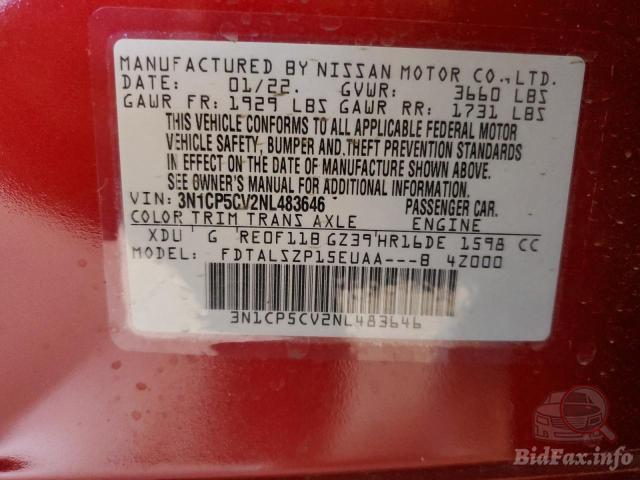 MANUFACTURED BY NISSAN MOTOR CO., LTD.
DATE: 01/22. GVWR: 3660 LBS
GAWR FR: 1929 LBS GAWR RR: 1731 LBS
THIS VEHICLE CONFORMS TO ALL APPLICABLE FEDERAL MOTOR
VEHICLE SAFETY, BUMPER AND THEFT PREVENTION STANDARDS
IN EFFECT ON THE DATE OF MANUFACTURE SHOWN ABOVE.
SEE OWNER'S MANUAL FOR ADDITIONAL INFORMATION.
VIN: 3N1CP5CV2NL483646 PASSENGER CAR.
COLOR TRIM TRANS AXLE ENGINE
XDU G RE0F11B GZ39 HR16DE 1598 CC
MODEL: FDTALSZP15EUAA---B 4Z000
3N1CP5CV2NL483646
BidFax.info